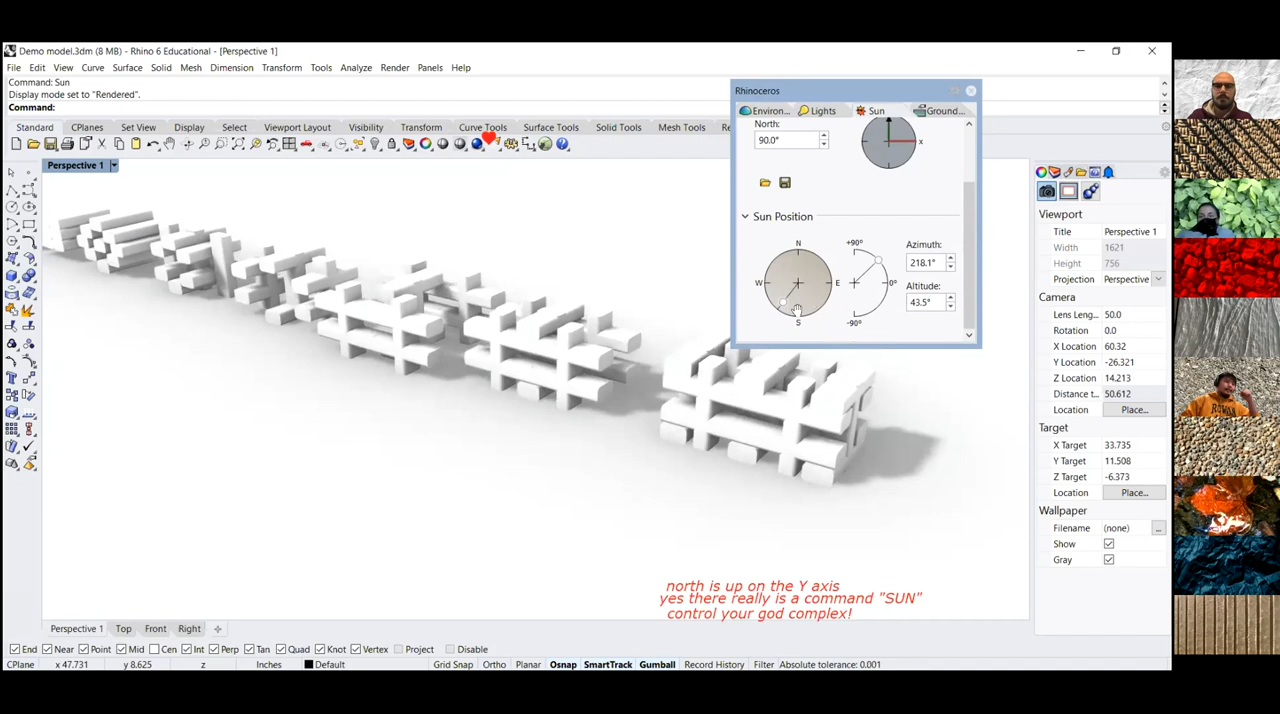 Demo model.3dm (8 MB) - Rhino 6 Educational - [Perspective 1]
File Edit View Curve Surface Solid Mesh Dimension Transform Tools Analyze Render Panels Help
Command: Sun
Display mode set to "Rendered".
Command:
Standard CPlanes Set View Display Select Viewport Layout Visibility Transform Curve Tools Surface Tools Solid Tools Mesh Tools Re
Perspective 1
Rhinoceros
Environ... Lights Sun Ground...
North:
90.0°
x
Sun Position
N
W
E
S
+90º
0º
-90º
Azimuth:
218.1°
Altitude:
43.5°
Viewport
Title Perspective 1
Width 1621
Height 756
Projection Perspective
Camera
Lens Leng... 50.0
Rotation 0.0
X Location 60.32
Y Location -26.321
Z Location 14.213
Distance t... 50.612
Location Place...
Target
X Target 33.735
Y Target 11.508
Z Target -6.373
Location Place...
Wallpaper
Filename (none) ...
Show
Gray
ROWAN
north is up on the Y axis
yes there really is a command "SUN"
control your god complex!
Perspective 1 Top Front Right
End Near Point Mid Cen Int Perp Tan Quad Knot Vertex Project Disable
CPlane x 47.731 y 8.625 z Inches Default Grid Snap Ortho Planar Osnap SmartTrack Gumball Record History Filter Absolute tolerance: 0.001